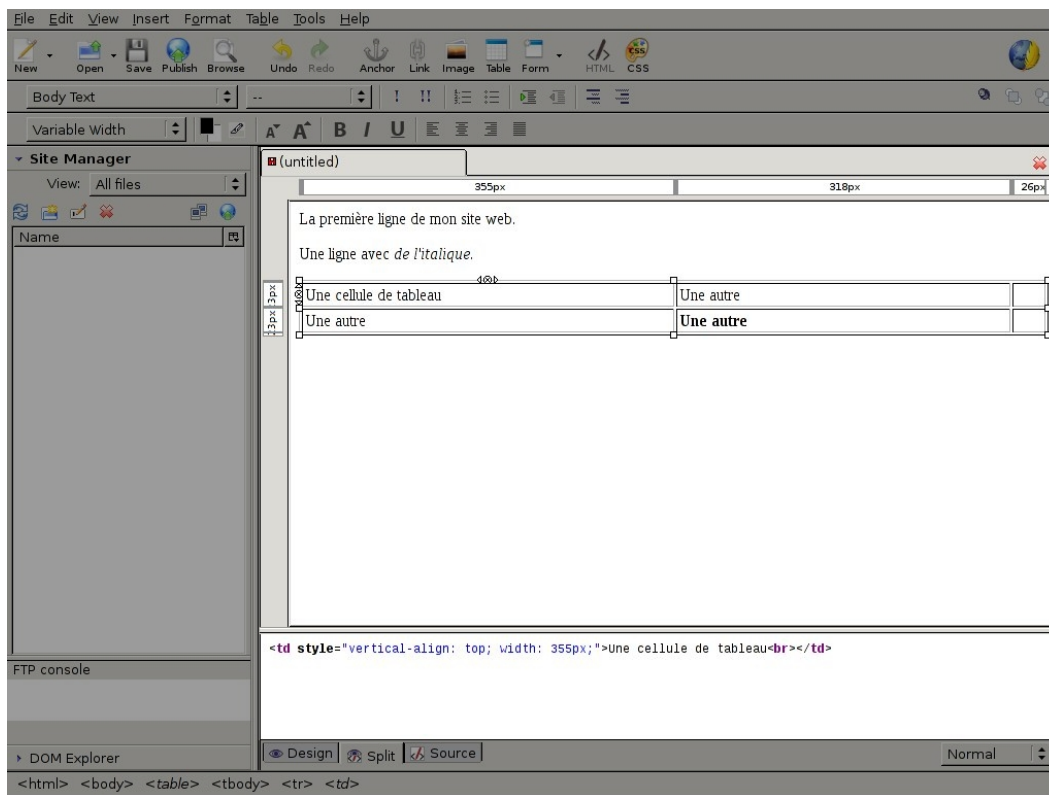 File Edit View Insert Format Table Tools Help
New Open Save Publish Browse Undo Redo Anchor Link Image Table Form HTML CSS
Body Text --
Variable Width A A B I U
Site Manager
View: All files
Name
(untitled)
355px 318px 26px
La première ligne de mon site web.
Une ligne avec de l'italique.
Une cellule de tableau Une autre
Une autre Une autre
<td style="vertical-align: top; width: 355px;">Une cellule de tableau<br></td>
FTP console
DOM Explorer
Design Split Source Normal
<html> <body> <table> <tbody> <tr> <td>